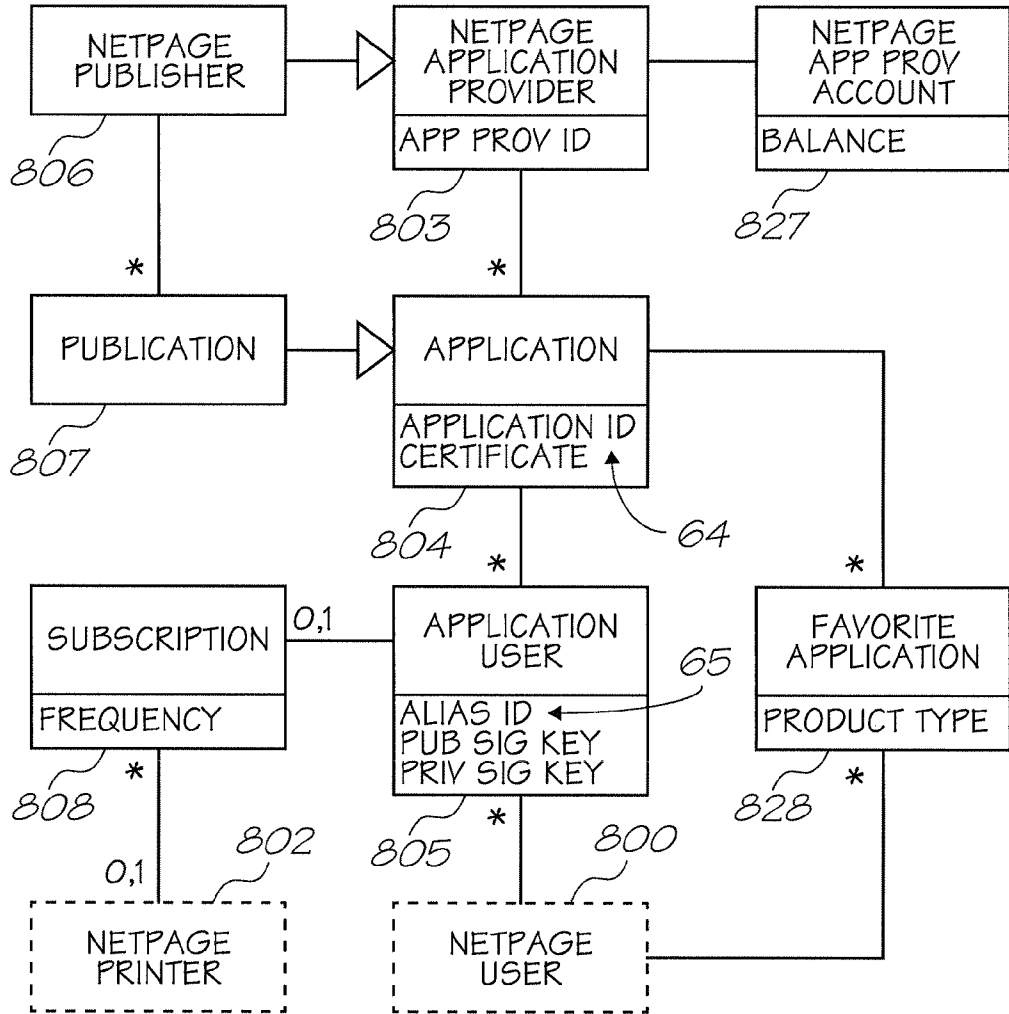 NETPAGE
PUBLISHER
NETPAGE
APPLICATION
PROVIDER
APP PROV ID
NETPAGE
APP PROV
ACCOUNT
BALANCE
806
803
827
*
*
PUBLICATION
APPLICATION
APPLICATION ID
CERTIFICATE
807
804
64
*
*
SUBSCRIPTION
0,1
APPLICATION
USER
FAVORITE
APPLICATION
65
FREQUENCY
ALIAS ID
PUB SIG KEY
PRIV SIG KEY
PRODUCT TYPE
808
*
805
*
828
*
802
800
0,1
NETPAGE
PRINTER
NETPAGE
USER